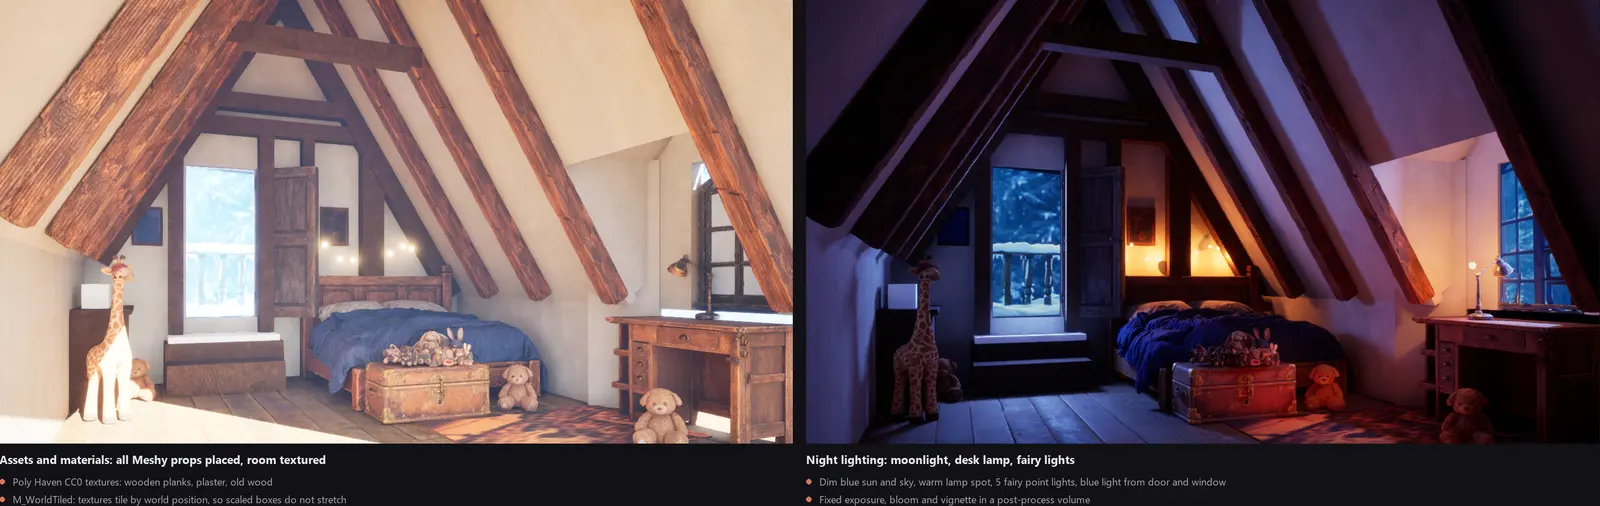 Assets and materials: all Meshy props placed, room textured
Poly Haven CC0 textures: wooden planks, plaster, old wood
M_WorldTiled: textures tile by world position, so scaled boxes do not stretch
Night lighting: moonlight, desk lamp, fairy lights
Dim blue sun and sky, warm lamp spot, 5 fairy point lights, blue light from door and window
Fixed exposure, bloom and vignette in a post-process volume